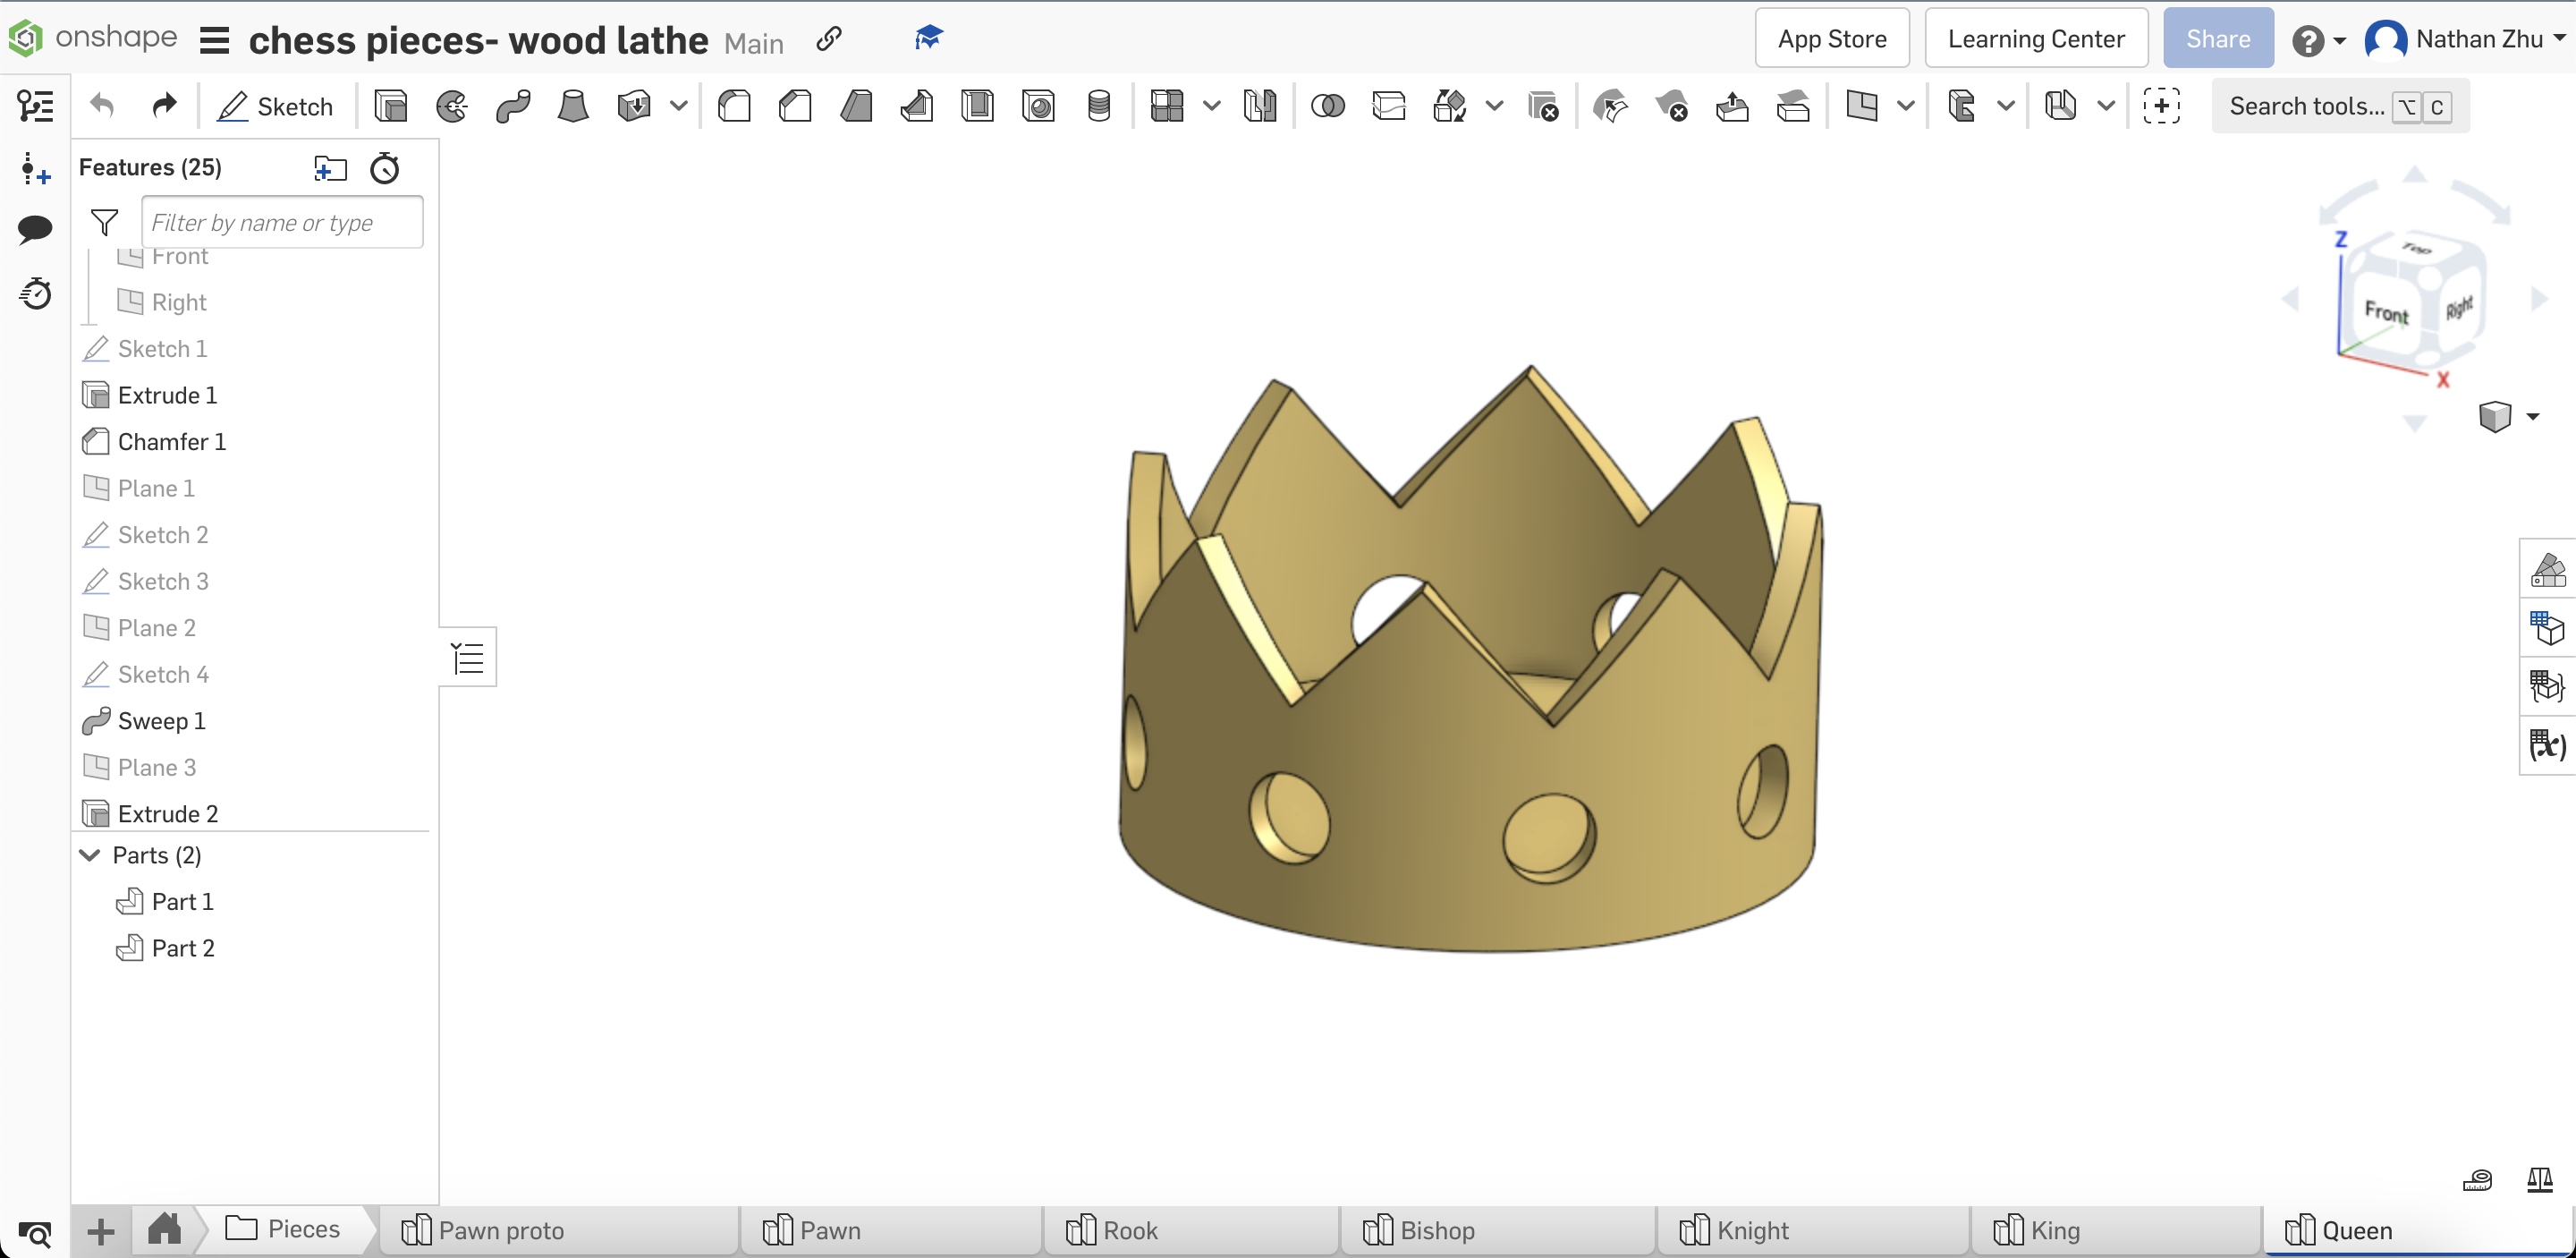 onshape
chess pieces- wood lathe Main
App Store
Learning Center
Share
?
Nathan Zhu
Sketch
Search tools... ⌥ C
Features (25)
Filter by name or type
Front
Right
Sketch 1
Extrude 1
Chamfer 1
Plane 1
Sketch 2
Sketch 3
Plane 2
Sketch 4
Sweep 1
Plane 3
Extrude 2
Parts (2)
Part 1
Part 2
Z
Top
Front
Right
X
(x)
Pieces
Pawn proto
Pawn
Rook
Bishop
Knight
King
Queen